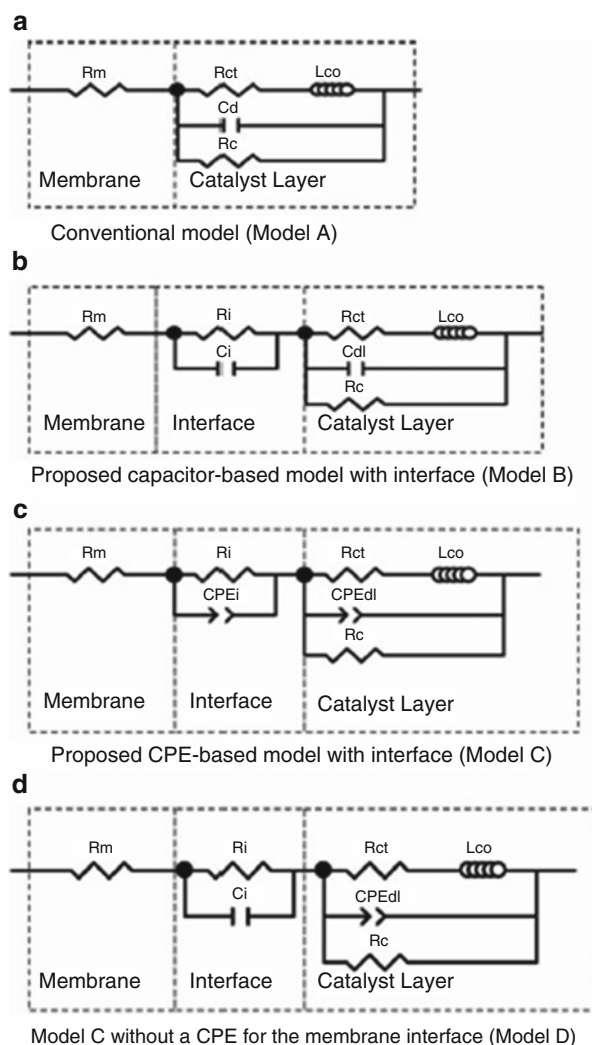 a
Rm
Rct
Lco
Cd
Rc
Membrane
Catalyst Layer
Conventional model (Model A)
b
Rm
Ri
Rct
Lco
Ci
Cdl
Rc
Membrane
Interface
Catalyst Layer
Proposed capacitor-based model with interface (Model B)
c
Rm
Ri
Rct
Lco
CPEi
CPEdl
Rc
Membrane
Interface
Catalyst Layer
Proposed CPE-based model with interface (Model C)
d
Rm
Ri
Rct
Lco
Ci
CPEdl
Rc
Membrane
Interface
Catalyst Layer
Model C without a CPE for the membrane interface (Model D)